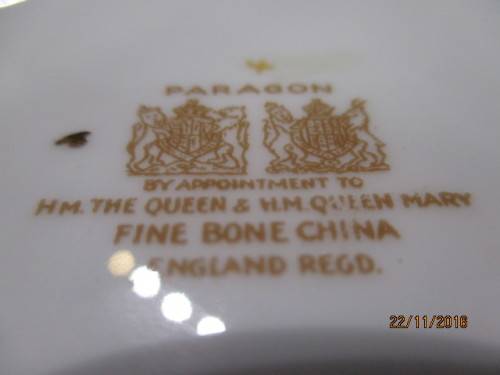 PARAGON
BY APPOINTMENT TO
H.M. THE QUEEN & H.M. QUEEN MARY
FINE BONE CHINA
ENGLAND REGD.
22/11/2016